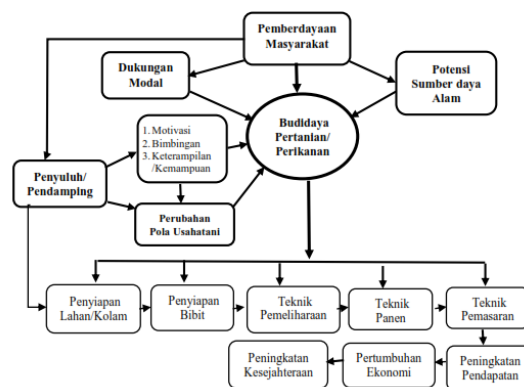 Pemberdayaan
Masyarakat
Dukungan
Modal
Potensi
Sumber daya
Alam
Budidaya
Pertanian/
Perikanan
1. Motivasi
2. Bimbingan
3. Keterampilan
/Kemampuan
Penyuluh/
Pendamping
Perubahan
Pola Usahatani
Penyiapan
Lahan/Kolam
Penyiapan
Bibit
Teknik
Pemeliharaan
Teknik
Panen
Teknik
Pemasaran
Peningkatan
Kesejahteraan
Pertumbuhan
Ekonomi
Peningkatan
Pendapatan